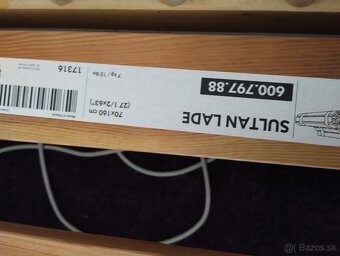 SULTAN LADE
600.797.88
70x160 cm
(27 1/2x63")
7 kg / 15 lbs
17316
Bazos.sk